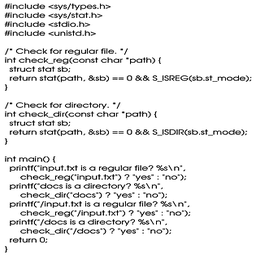 #include <sys/types.h>
#include <sys/stat.h>
#include <stdio.h>
#include <unistd.h>
/* Check for regular file. */
int check_reg(const char *path) {
struct stat sb;
return stat(path, &sb) == 0 && S_ISREG(sb.st_mode);
}
/* Check for directory. */
int check_dir(const char *path) {
struct stat sb;
return stat(path, &sb) == 0 && S_ISDIR(sb.st_mode);
}
int main() {
printf("input.txt is a regular file? %s\n",
check_reg("input.txt") ? "yes" : "no");
printf("docs is a directory? %s\n",
check_dir("docs") ? "yes" : "no");
printf("/input.txt is a regular file? %s\n",
check_reg("/input.txt") ? "yes" : "no");
printf("/docs is a directory? %s\n",
check_dir("/docs") ? "yes" : "no");
return 0;
}